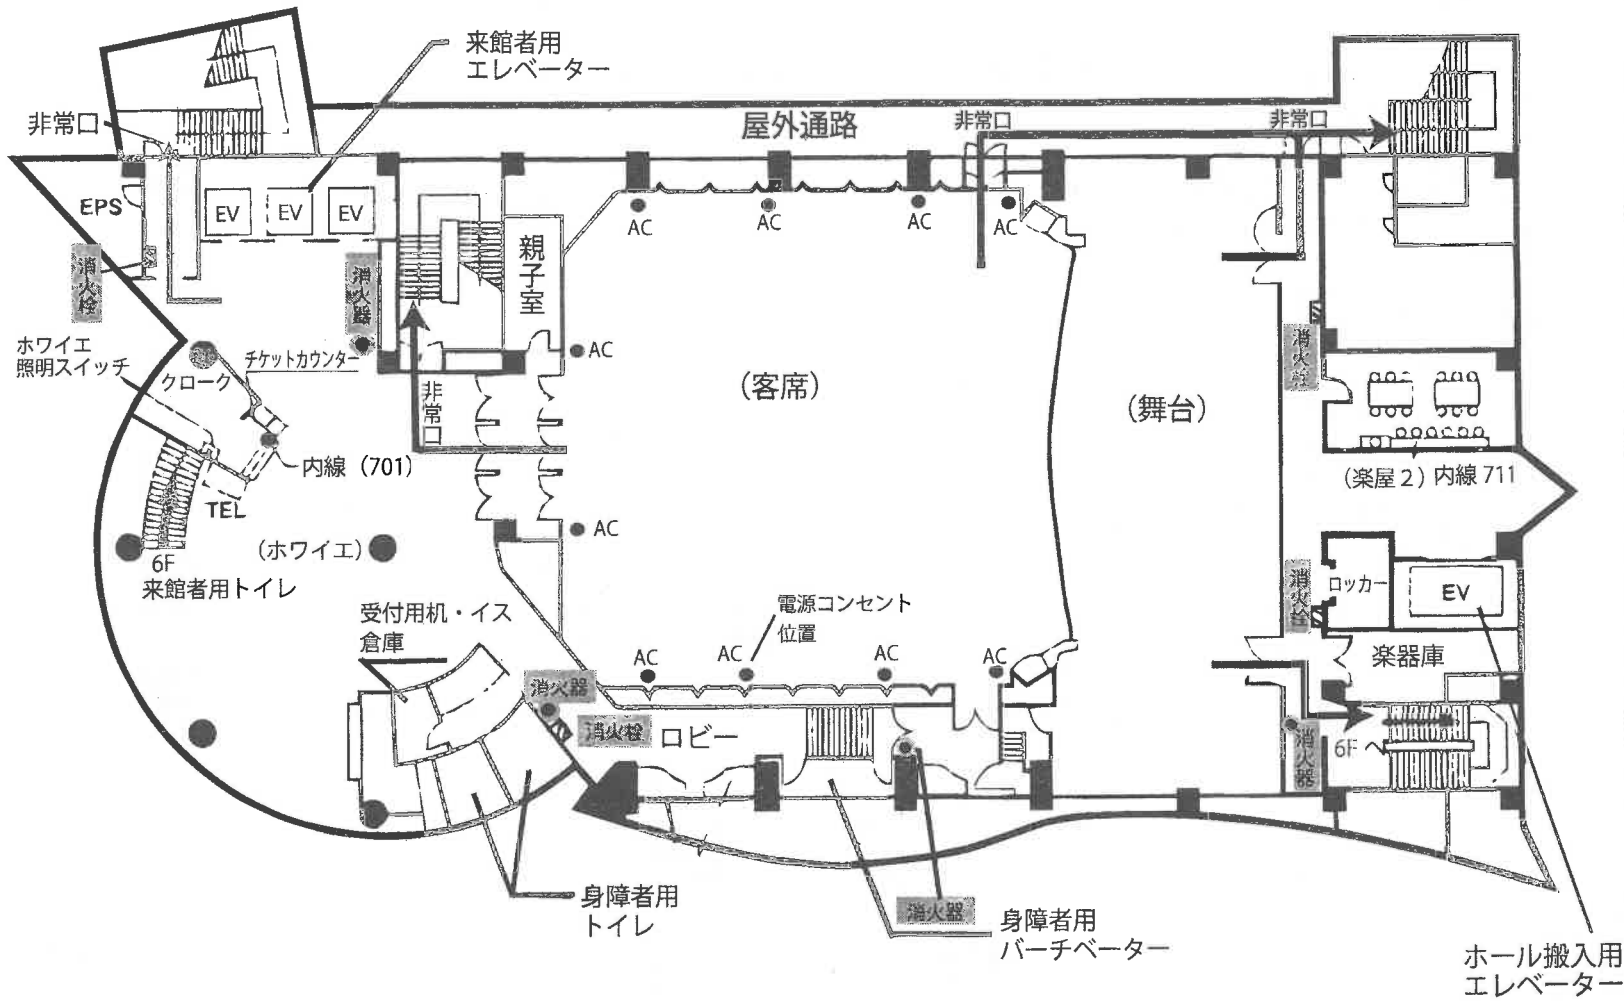 来館者用
エレベーター
非常口
屋外通路
非常口
非常口
EPS
EV
EV
EV
AC
AC
AC
AC
親子室
消火栓
消火器
消火栓
ホワイエ
照明スイッチ
チケットカウンター
クローク
AC
(客席)
(舞台)
非常口
内線 (701)
(楽屋2) 内線 711
TEL
AC
(ホワイエ)
6F
来館者用トイレ
消火栓
ロッカー
EV
受付用机・イス
倉庫
電源コンセント
位置
AC
AC
AC
AC
楽器庫
消火器
消火栓
ロビー
消火器
6Fへ
身障者用
トイレ
消火器
身障者用
バーチベーター
ホール搬入用
エレベーター